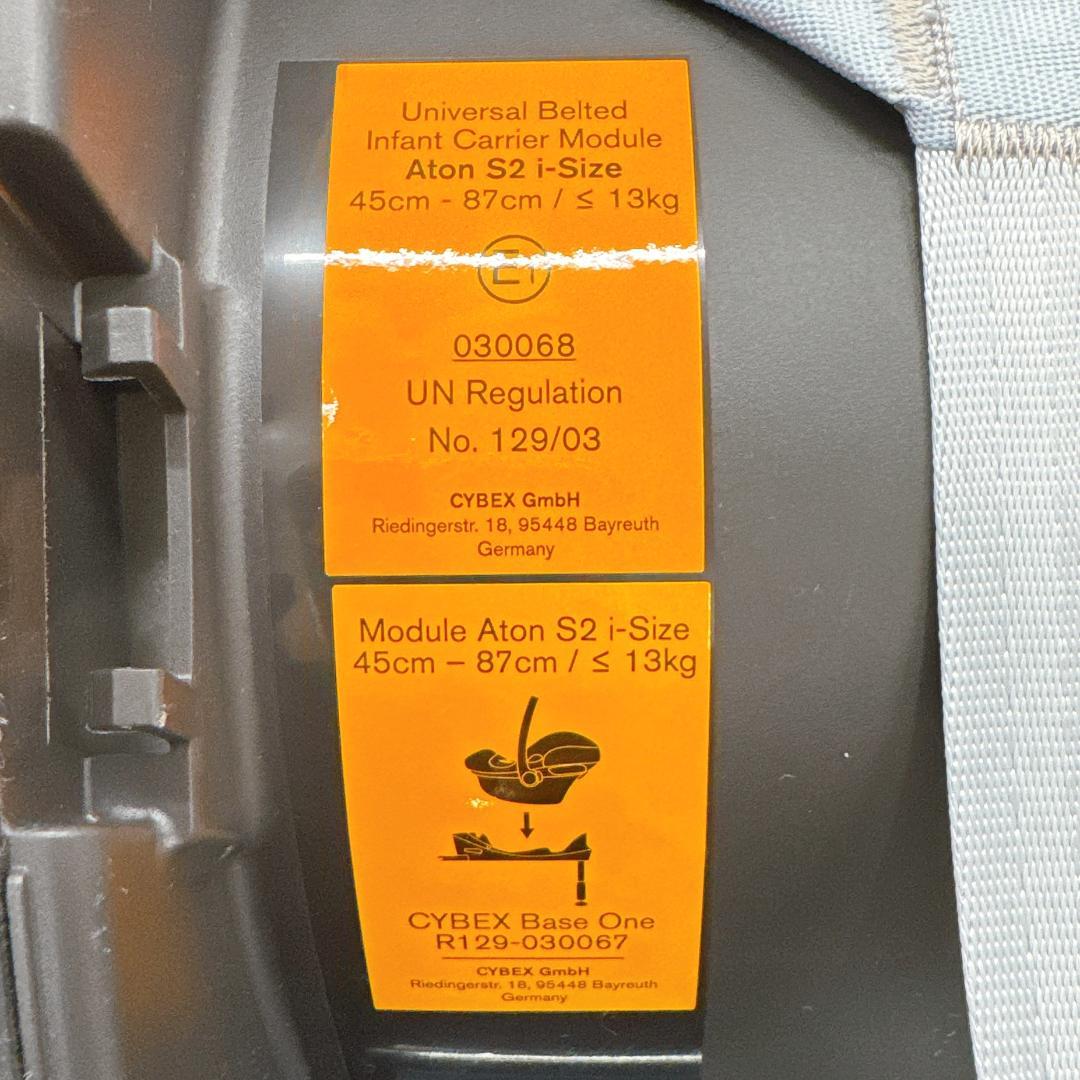 Universal Belted
Infant Carrier Module
Aton S2 i-Size
45cm - 87cm / ≤ 13kg
E1
030068
UN Regulation
No. 129/03
CYBEX GmbH
Riedingerstr. 18, 95448 Bayreuth
Germany
Module Aton S2 i-Size
45cm – 87cm / ≤ 13kg
CYBEX Base One
R129-030067
CYBEX GmbH
Riedingerstr. 18, 95448 Bayreuth
Germany